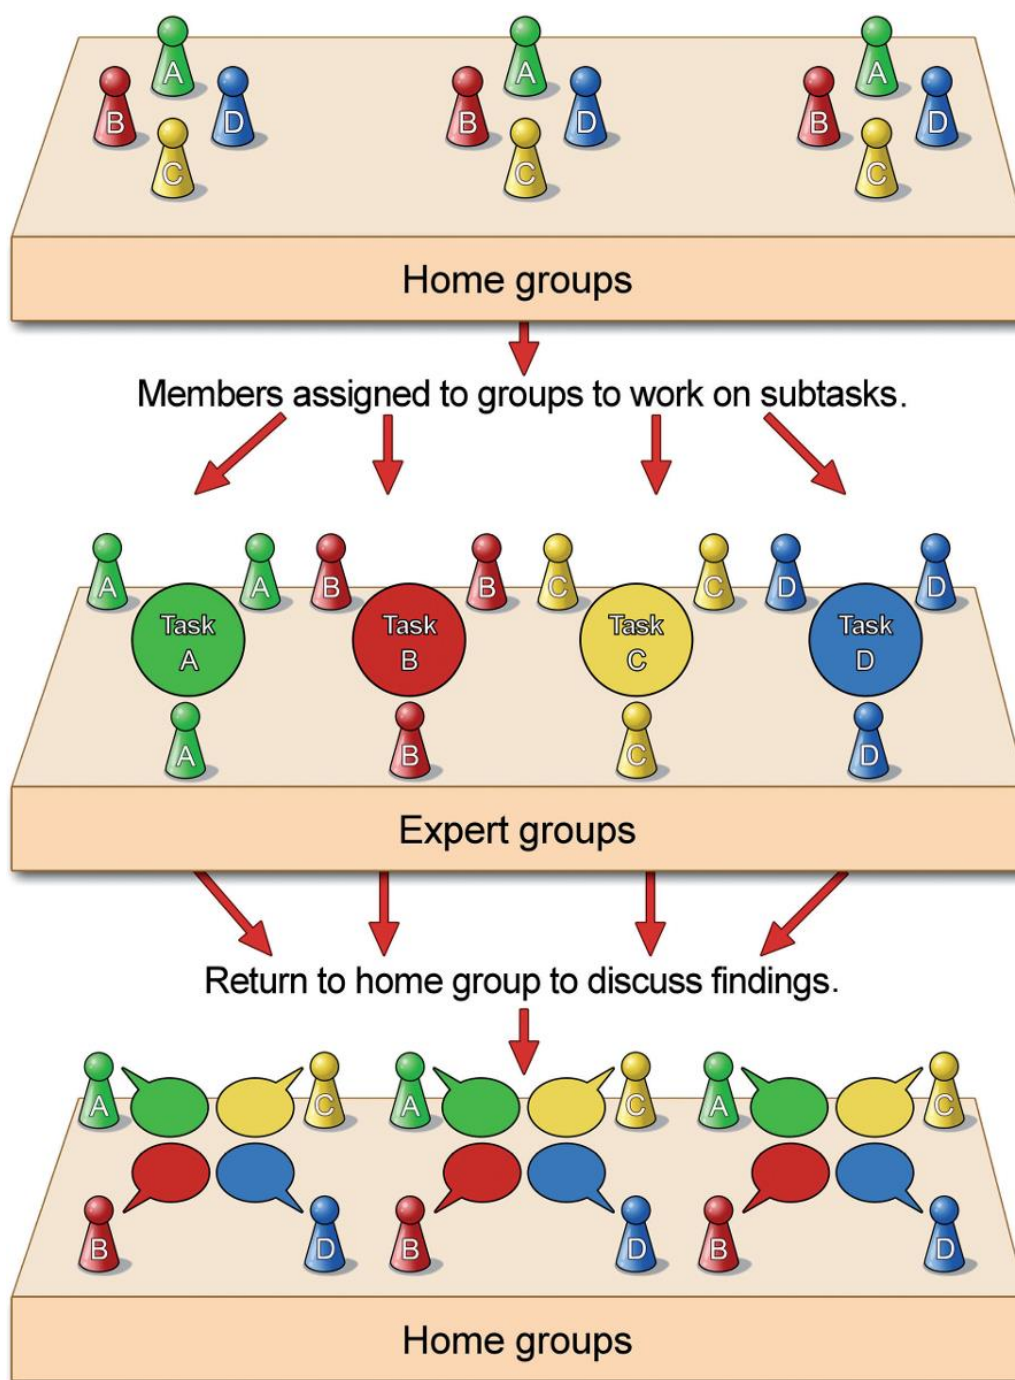 A A A
B D B D B D
C C C
Home groups
Members assigned to groups to work on subtasks.
A A B B C C D D
Task Task Task Task
A B C D
A B C D
Expert groups
Return to home group to discuss findings.
A C A C A C
B D B D B D
Home groups